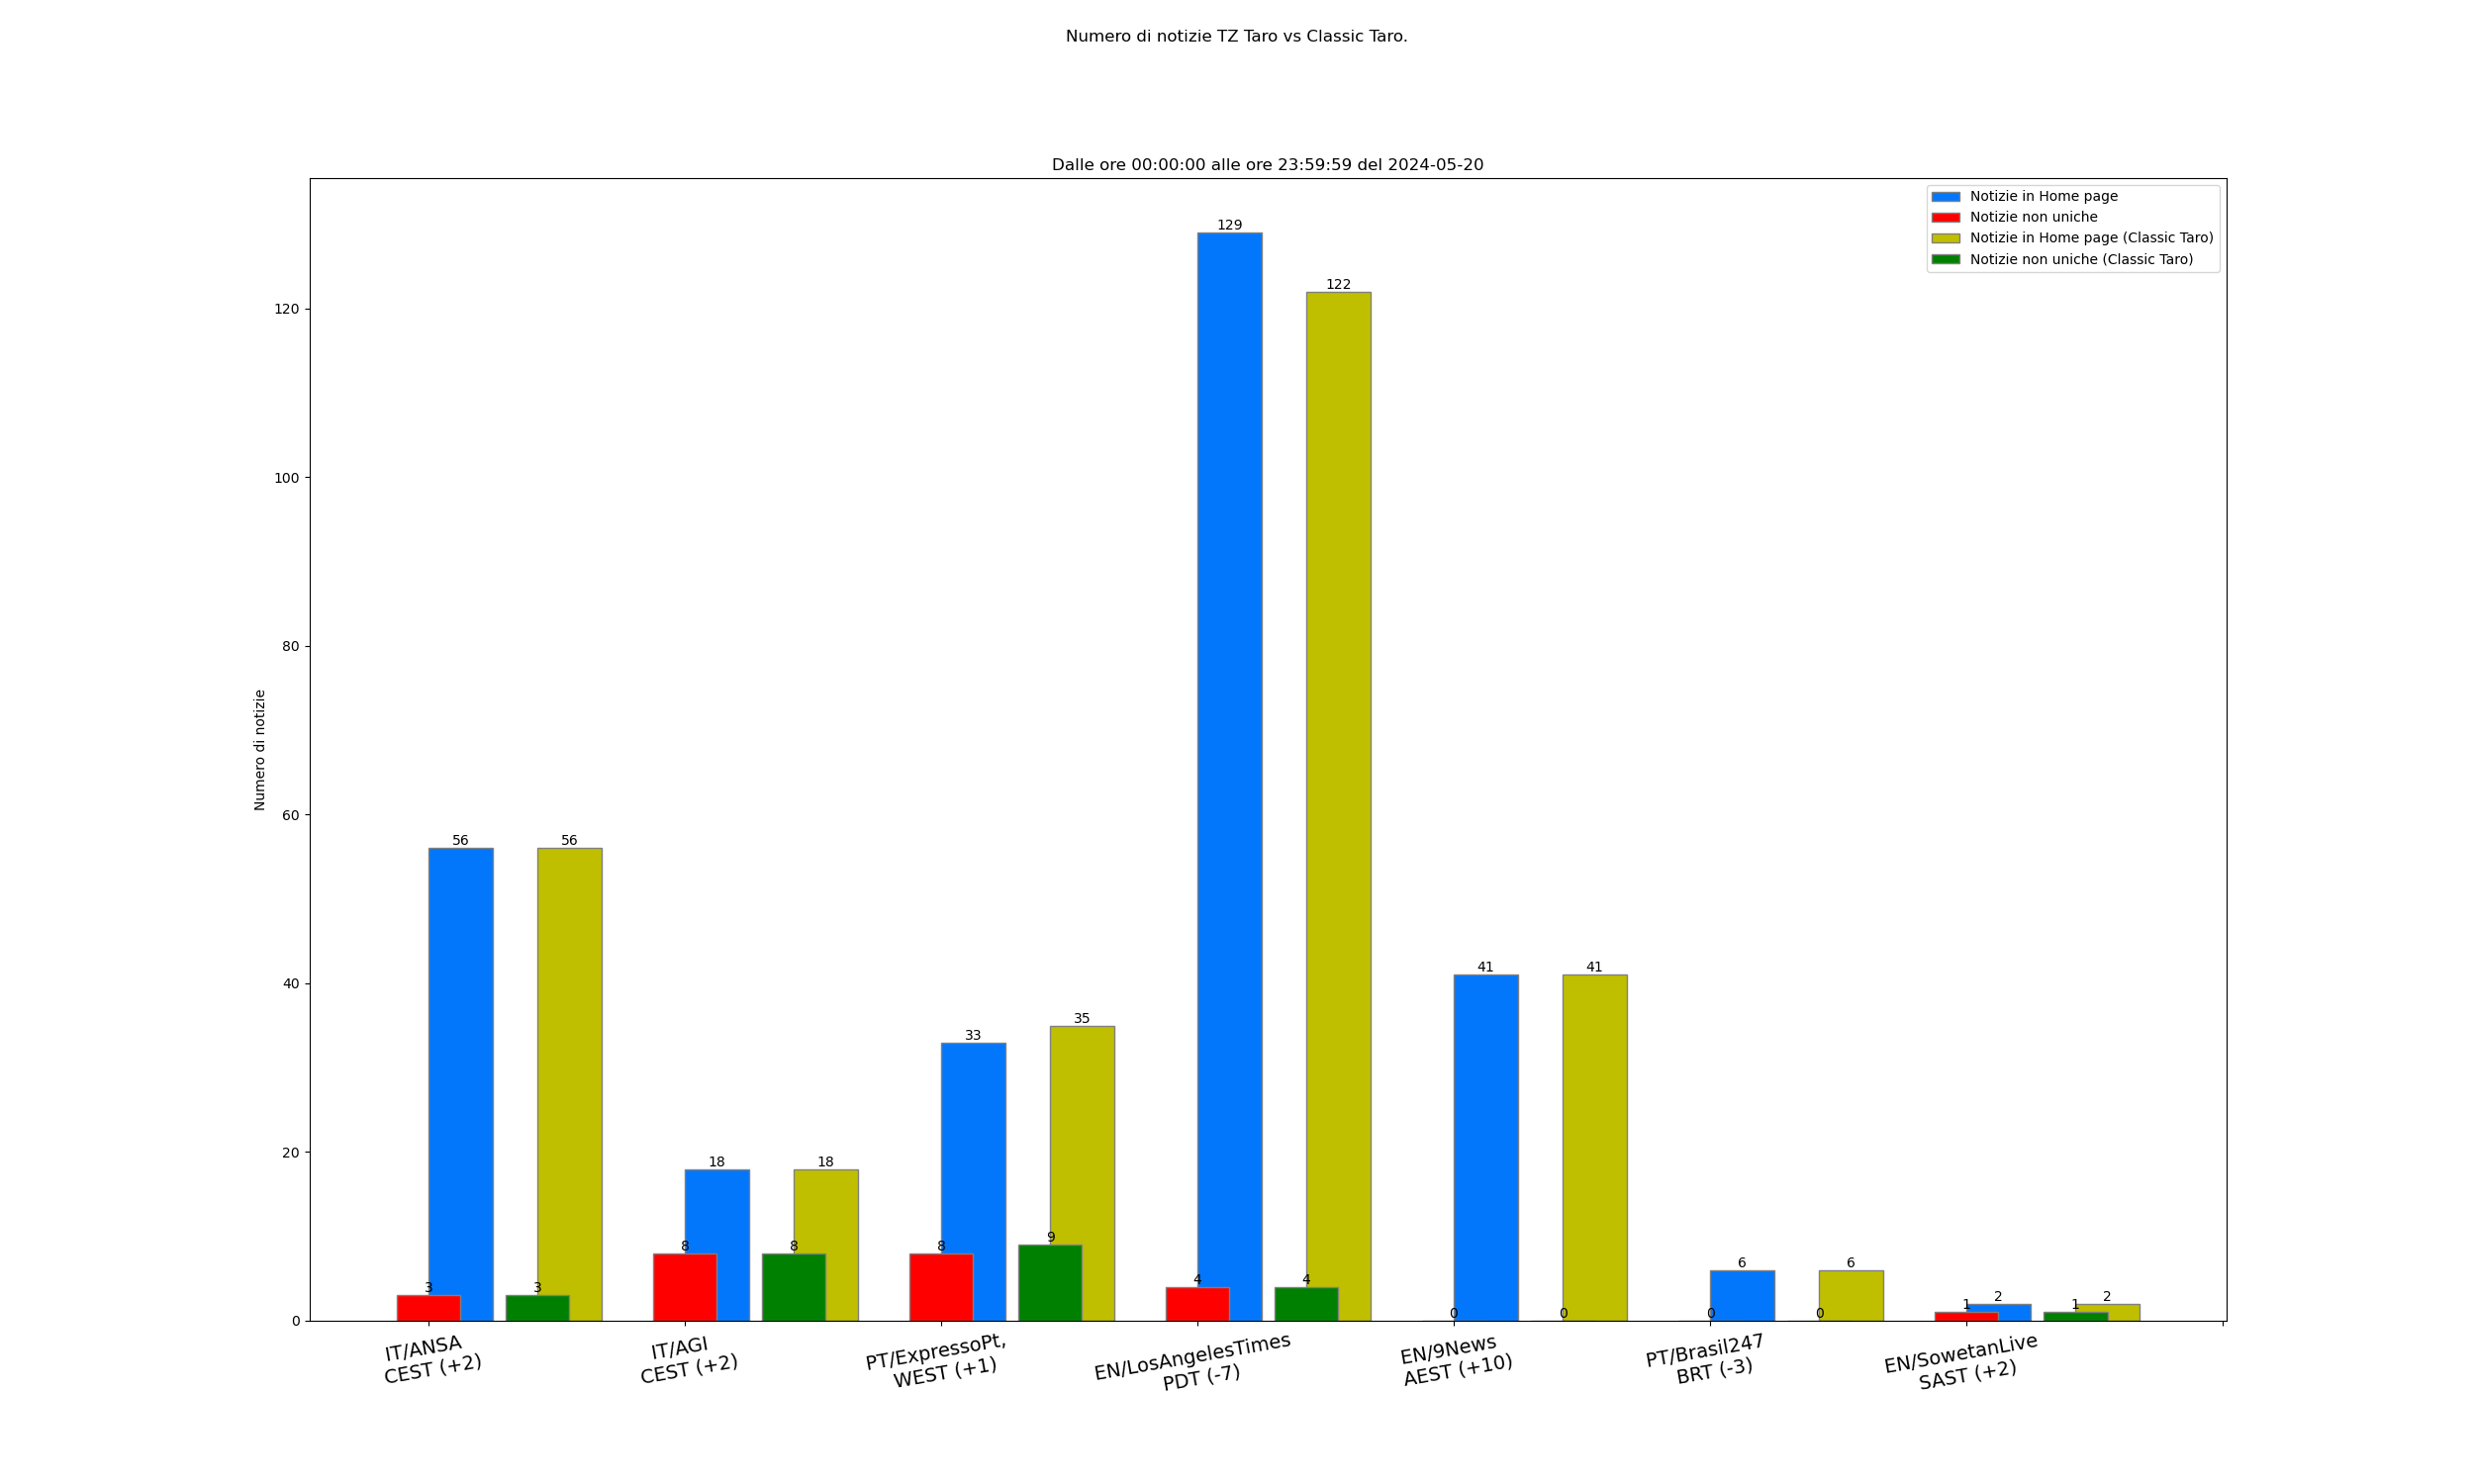 Numero di notizie TZ Taro vs Classic Taro.
Dalle ore 00:00:00 alle ore 23:59:59 del 2024-05-20
Notizie in Home page
Notizie non uniche
Notizie in Home page (Classic Taro)
Notizie non uniche (Classic Taro)
Numero di notizie
120
100
80
60
40
20
0
56
56
3
3
18
18
8
8
33
35
8
9
129
122
4
4
41
41
0
0
6
6
0
0
2
2
1
1
IT/ANSA
CEST (+2)
IT/AGI
CEST (+2)
PT/ExpressoPt,
WEST (+1)
EN/LosAngelesTimes
PDT (-7)
EN/9News
AEST (+10)
PT/Brasil247
BRT (-3)
EN/SowetanLive
SAST (+2)